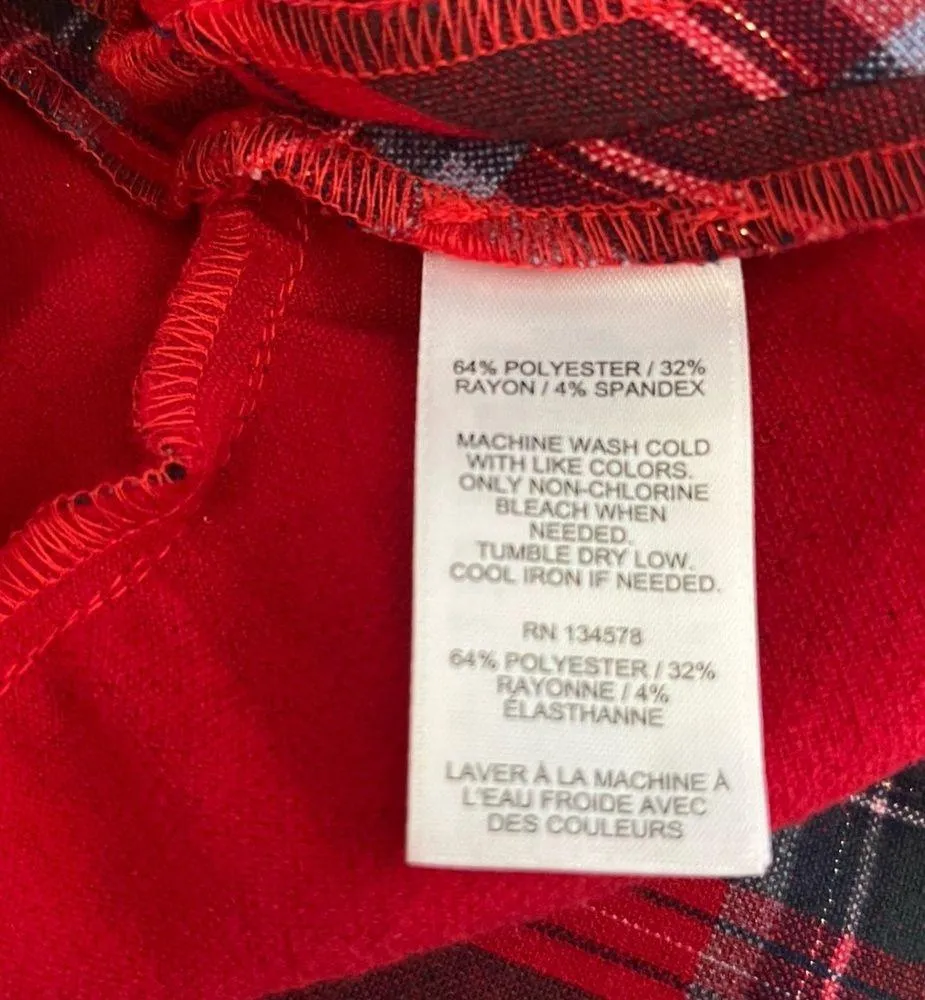 64% POLYESTER / 32%
RAYON / 4% SPANDEX
MACHINE WASH COLD
WITH LIKE COLORS.
ONLY NON-CHLORINE
BLEACH WHEN
NEEDED.
TUMBLE DRY LOW.
COOL IRON IF NEEDED.
RN 134578
64% POLYESTER / 32%
RAYONNE / 4%
ÉLASTHANNE
LAVER À LA MACHINE À
L'EAU FROIDE AVEC
DES COULEURS